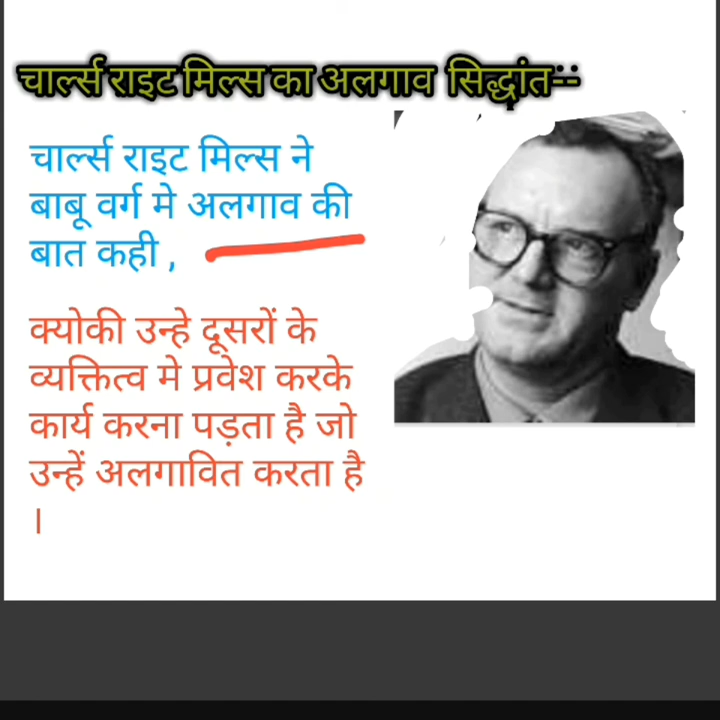 चार्ल्स राइट मिल्स का अलगाव सिद्धांत--
चार्ल्स राइट मिल्स ने
बाबू वर्ग मे अलगाव की
बात कही ,
क्योकी उन्हे दूसरों के
व्यक्तित्व मे प्रवेश करके
कार्य करना पड़ता है जो
उन्हें अलगावित करता है
।